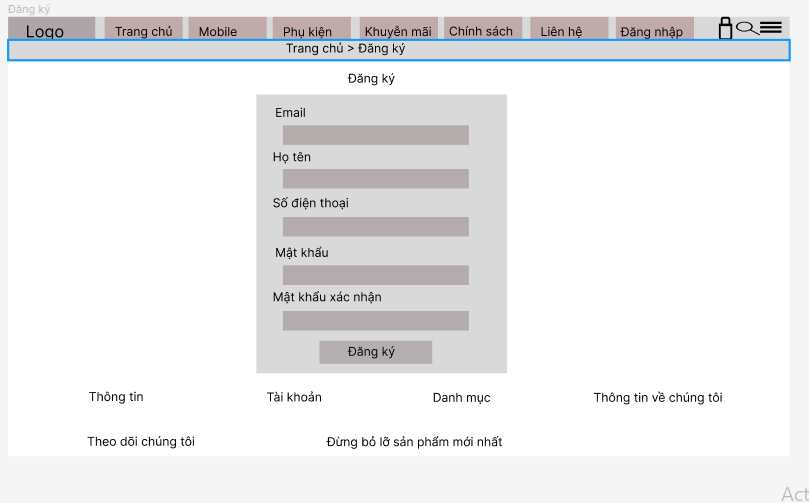 Đăng ký
Logo Trang chủ Mobile Phụ kiện Khuyễn mãi Chính sách Liên hệ Đăng nhập
Trang chủ > Đăng ký
Đăng ký
Email
Họ tên
Số điện thoại
Mật khẩu
Mật khẩu xác nhận
Đăng ký
Thông tin Tài khoản Danh mục Thông tin về chúng tôi
Theo dõi chúng tôi Đừng bỏ lỡ sản phẩm mới nhất
Act